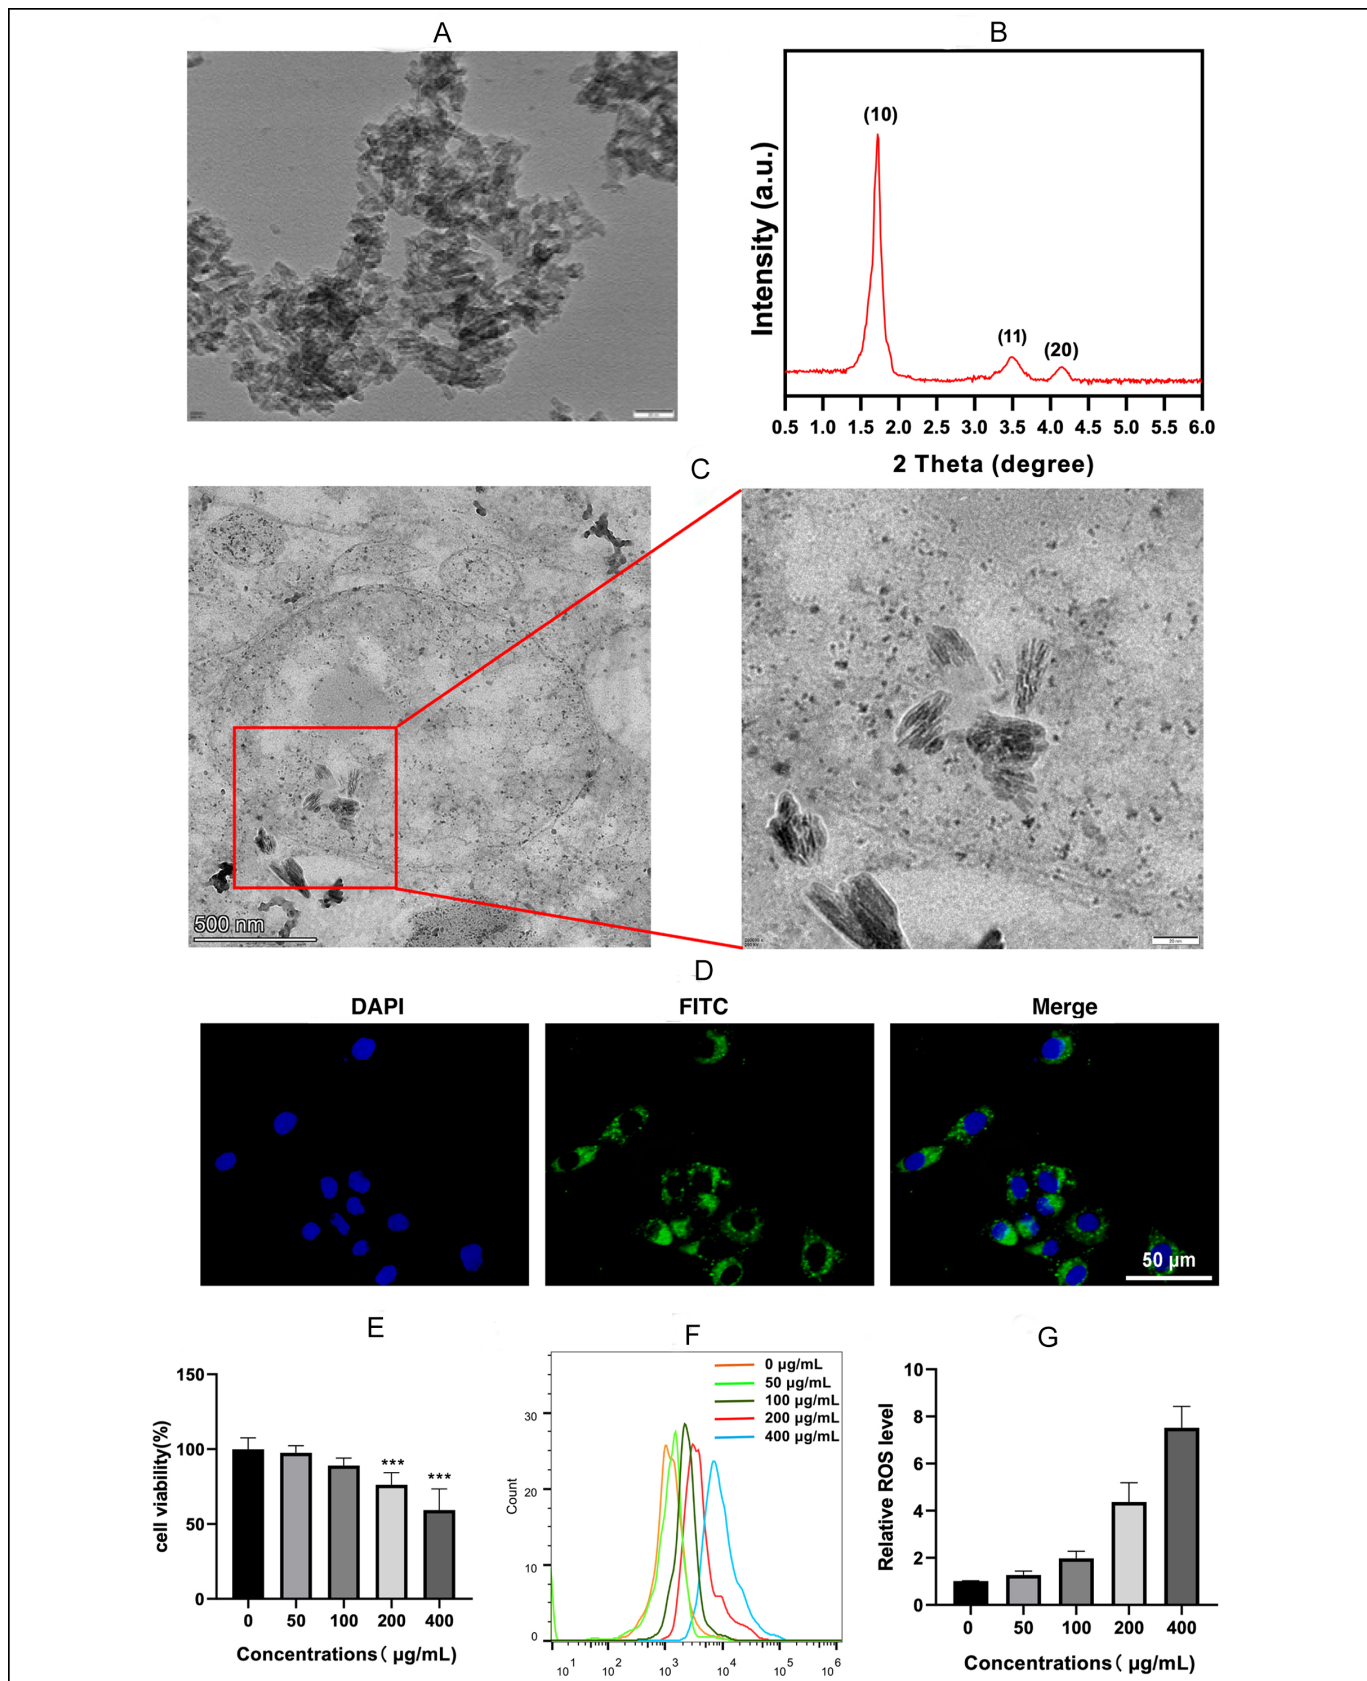 A
B
(10)
(11)
(20)
Intensity (a.u.)
0.5 1.0 1.5 2.0 2.5 3.0 3.5 4.0 4.5 5.0 5.5 6.0
2 Theta (degree)
C
500 nm
20 nm
D
DAPI
FITC
Merge
50 μm
E
cell viability(%)
150
100
50
0
***
***
0 50 100 200 400
Concentrations( μg/mL)
F
0 μg/mL
50 μg/mL
100 μg/mL
200 μg/mL
400 μg/mL
Count
30
20
10
0
10^1 10^2 10^3 10^4 10^5 10^6
G
Relative ROS level
10
8
6
4
2
0
0 50 100 200 400
Concentrations( μg/mL)